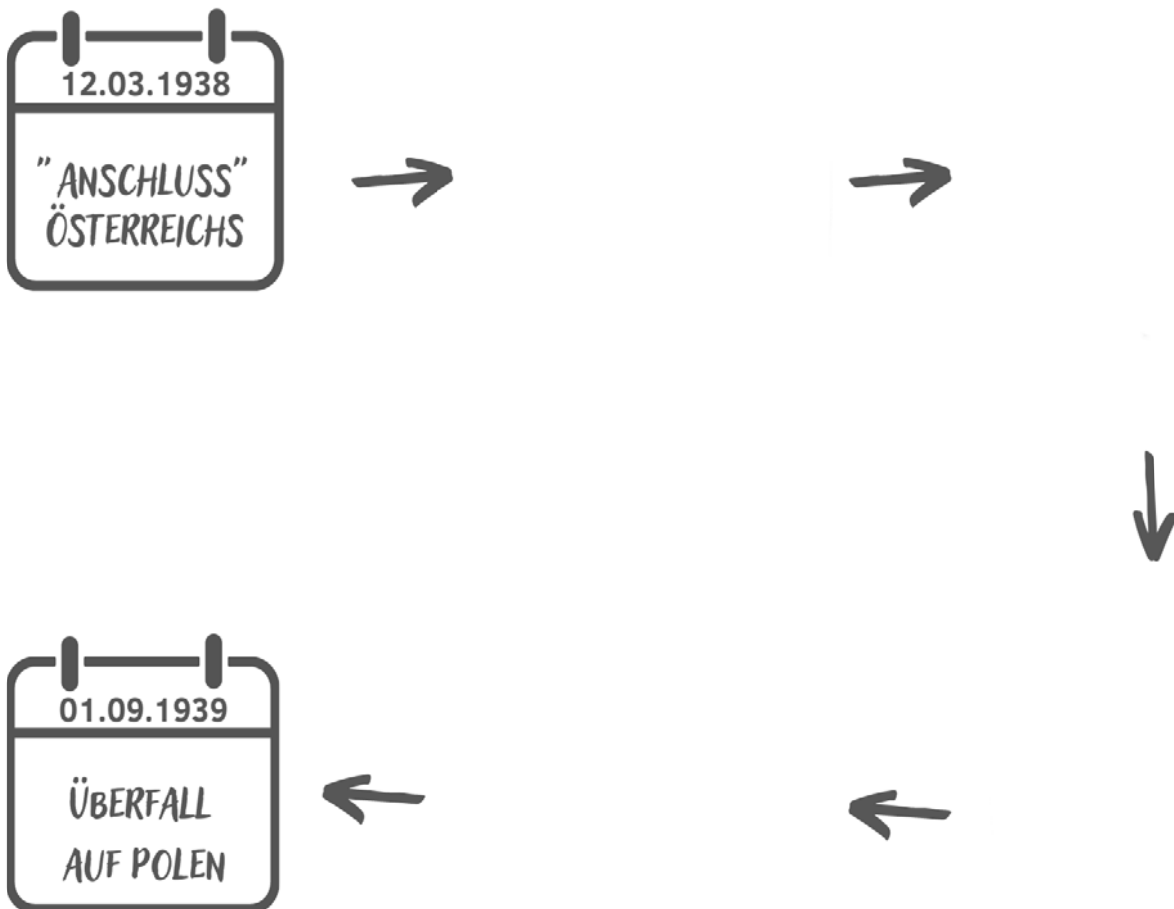 12.03.1938
"ANSCHLUSS"
ÖSTERREICHS
01.09.1939
ÜBERFALL
AUF POLEN